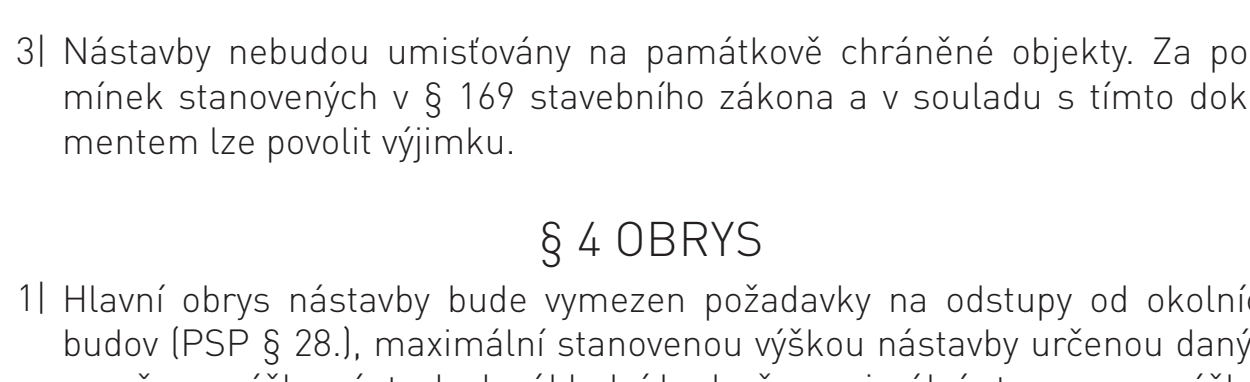 3| Nástavby nebudou umisťovány na památkově chráněné objekty. Za po
mínek stanovených v § 169 stavebního zákona a v souladu s tímto dok
mentem lze povolit výjimku.
§ 4 OBRYS
1| Hlavní obrys nástavby bude vymezen požadavky na odstupy od okolníc
budov (PSP § 28.), maximální stanovenou výškou nástavby určenou daný